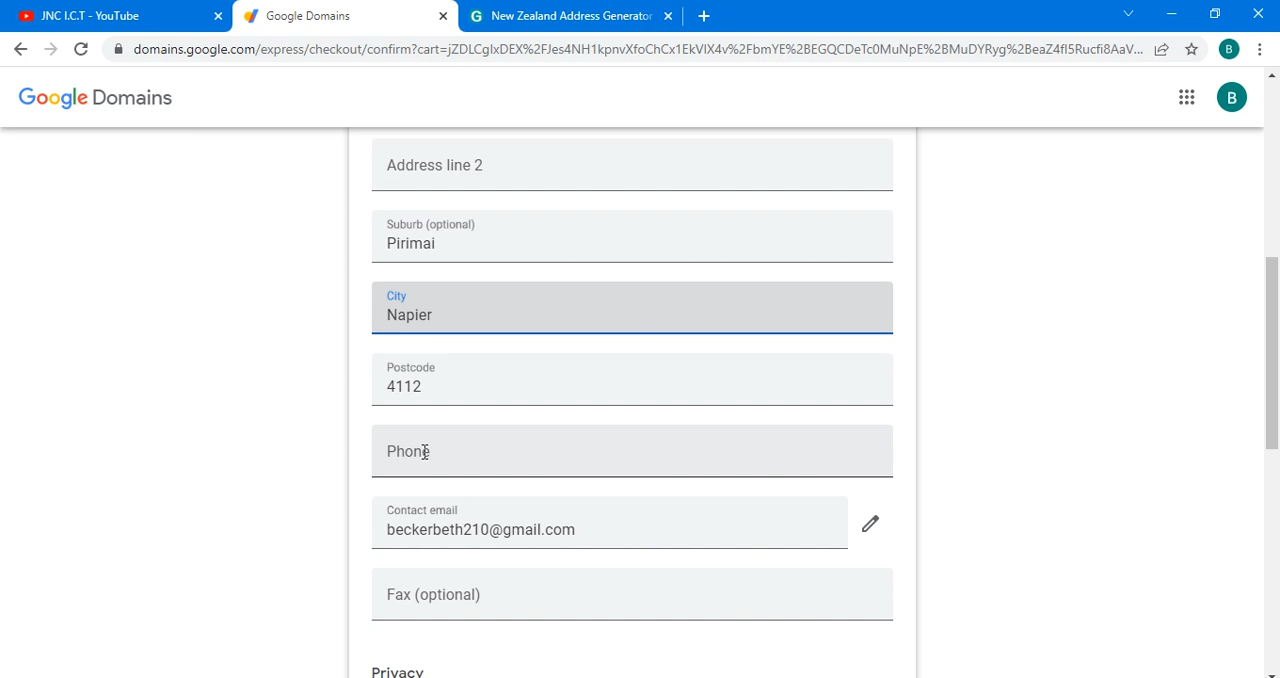 JNC I.C.T - YouTube
Google Domains
New Zealand Address Generator
domains.google.com/express/checkout/confirm?cart=jZDLCgIxDEX%2FJes4NH1kpnvXfoChCx1EkVIX4v%2FbmYE%2BEGQCDeTc0MuNpE%2BMuDYRyg%2BeaZ4fI5Rucfi8AaV...
B
Google Domains
B
Address line 2
Suburb (optional)
Pirimai
City
Napier
Postcode
4112
Phone
Contact email
beckerbeth210@gmail.com
Fax (optional)
Privacy